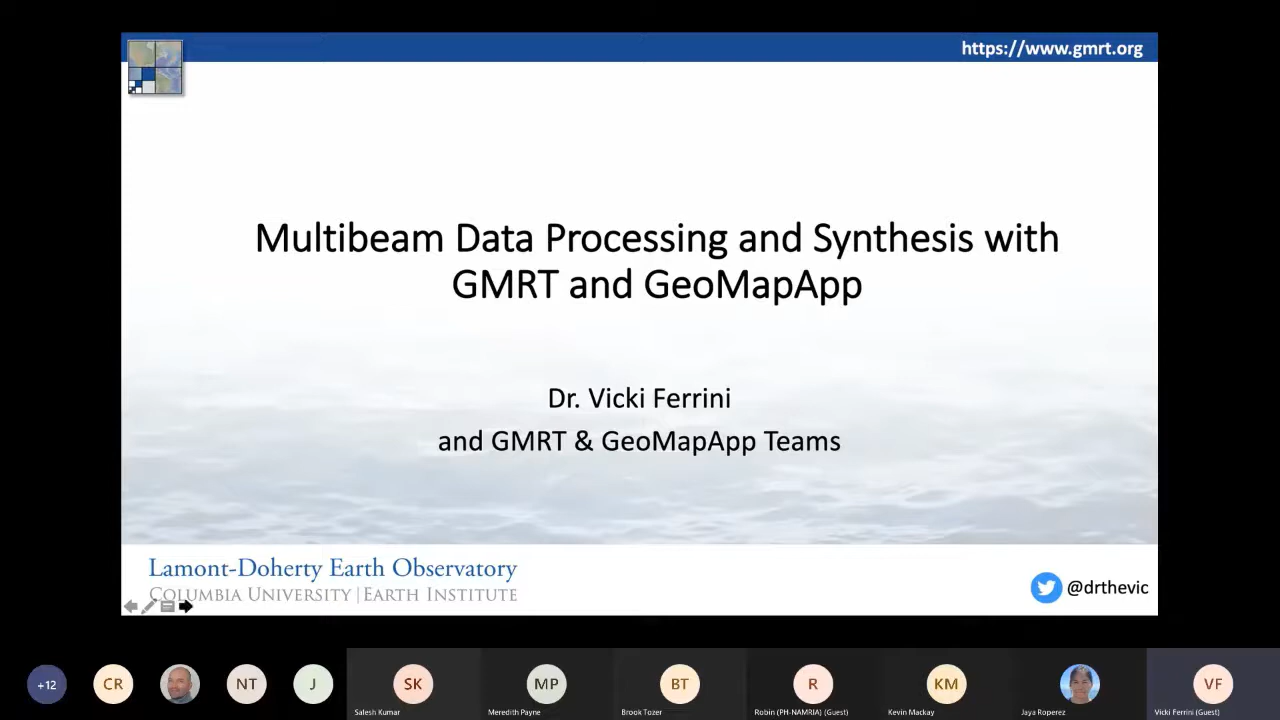 https://www.gmrt.org
Multibeam Data Processing and Synthesis with
GMRT and GeoMapApp
Dr. Vicki Ferrini
and GMRT & GeoMapApp Teams
Lamont-Doherty Earth Observatory
COLUMBIA UNIVERSITY | EARTH INSTITUTE
@drthevic
+12
CR
NT
J
SK
MP
BT
R
KM
VF
Salesh Kumar
Meredith Payne
Brook Tozer
Robin (PH-NAMRIA) (Guest)
Kevin Mackay
Jaya Roperez
Vicki Ferrini (Guest)